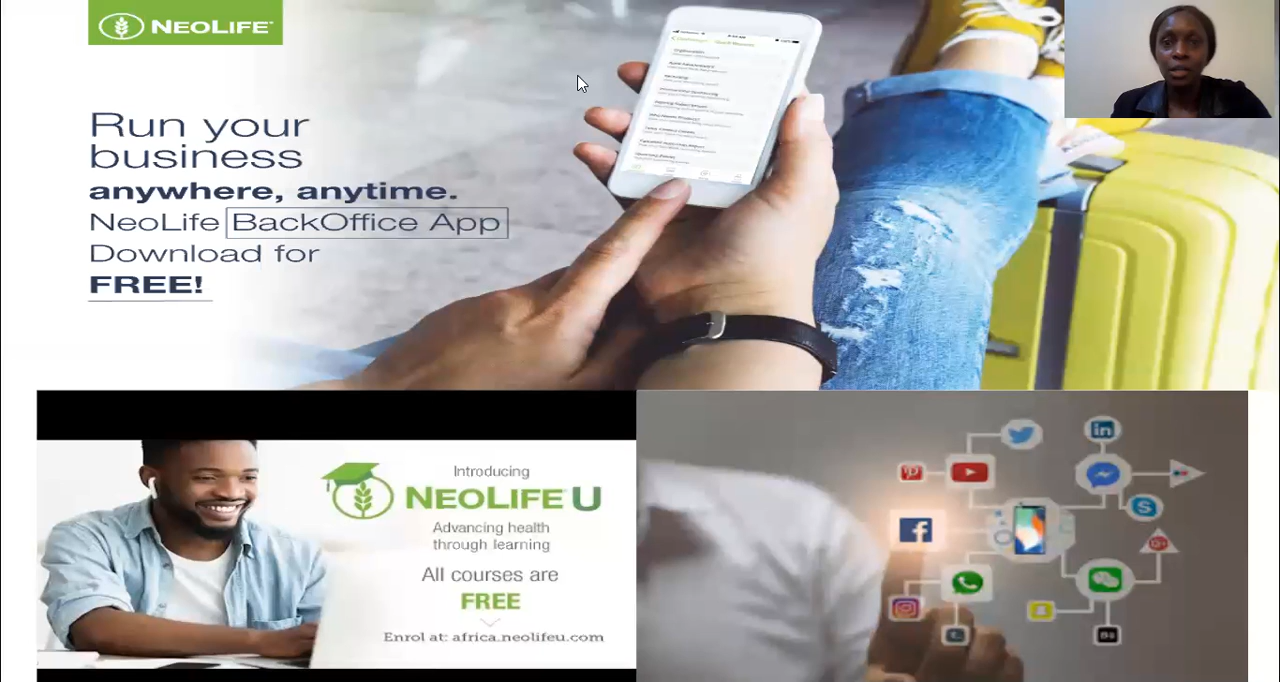 NEOLIFE
Run your
business
anywhere, anytime.
NeoLife BackOffice App
Download for
FREE!
Introducing
NEOLIFE U
Advancing health
through learning
All courses are
FREE
Enrol at: africa.neolifeu.com